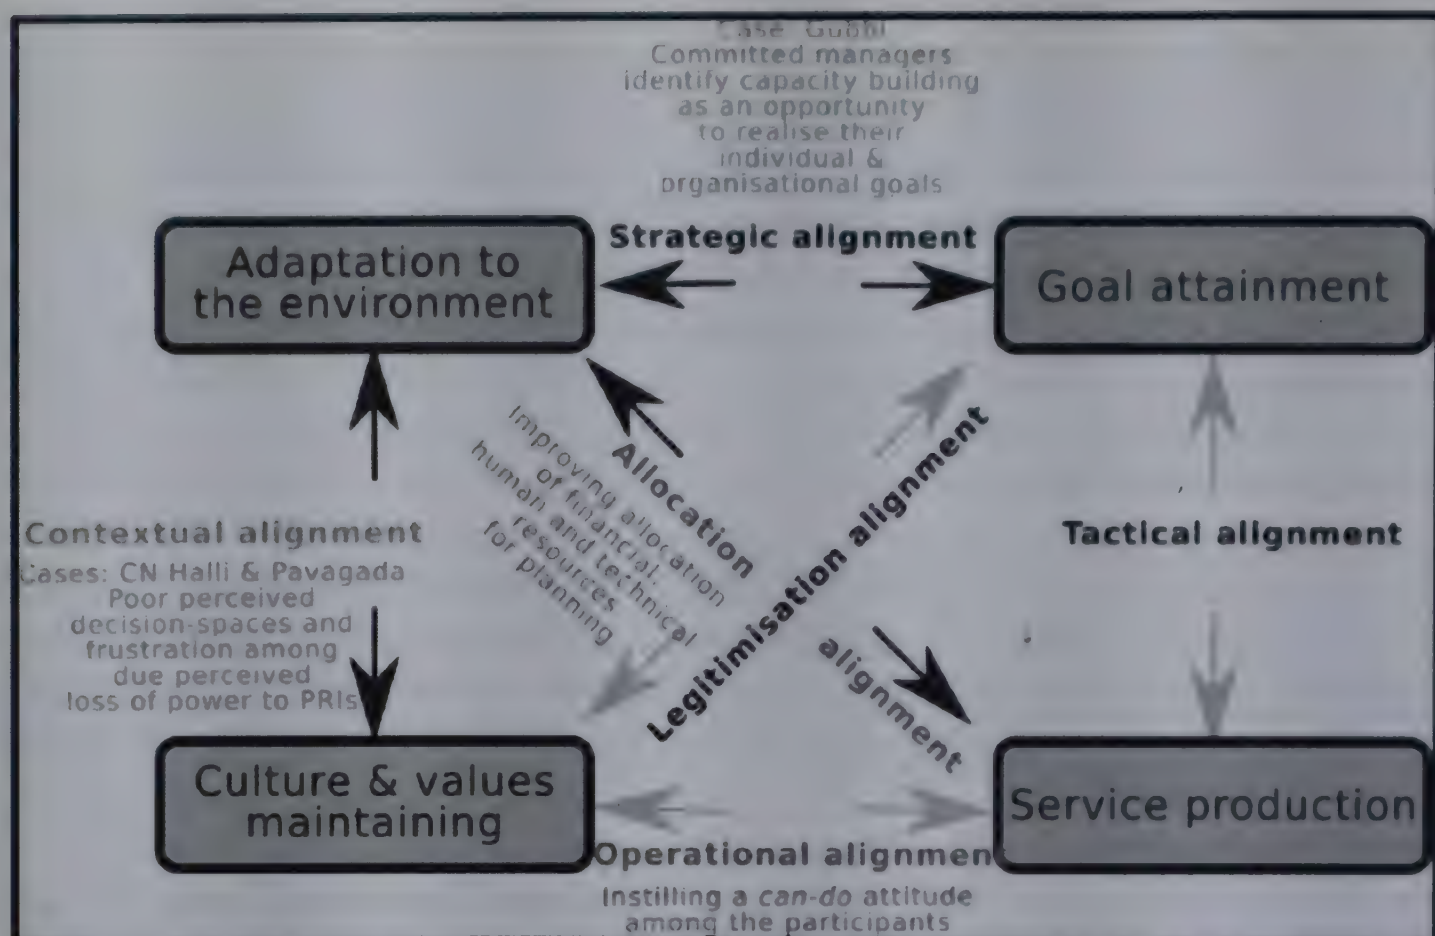 Case: Gubbi
Committed managers
identify capacity building
as an opportunity
to realise their
individual &
organisational goals
Strategic alignment
Adaptation to
the environment
Goal attainment
Improving allocation
of financial,
human and technical
resources
for planning
Allocation
alignment
Legitimisation alignment
Contextual alignment
Cases: CN Halli & Pavagada
Poor perceived
decision-spaces and
frustration among
due perceived
loss of power to PRIs
Tactical alignment
Culture & values
maintaining
Service production
Operational alignmen
Instilling a can-do attitude
among the participants